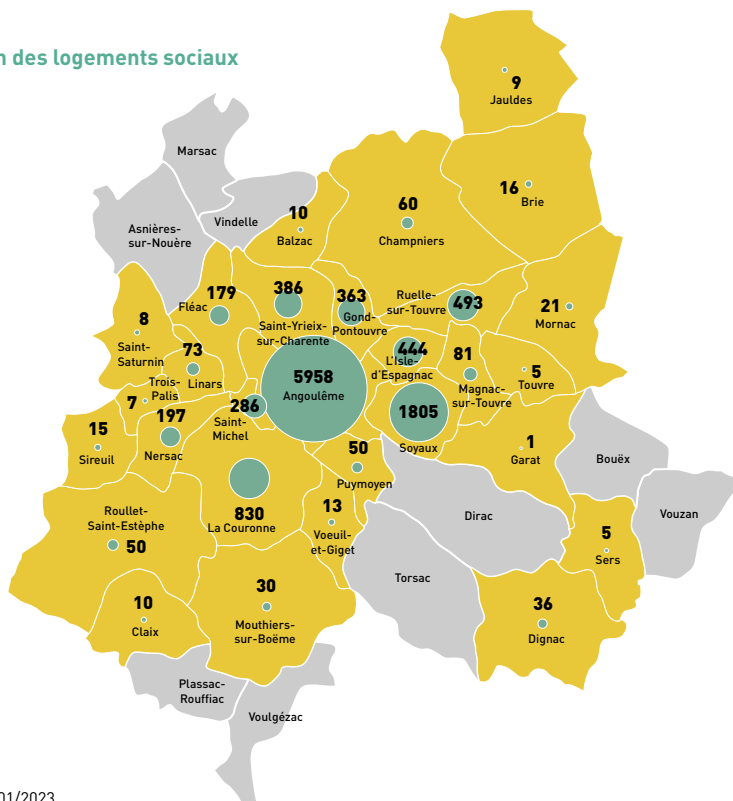 n des logements sociaux
9
Jauldes
Marsac
16
Brie
60
Champniers
10
Balzac
Vindelle
Asnières-
sur-Nouère
179
Fléac
386
Saint-Yrieix-
sur-Charente
363
Gond-
Pontouvre
Ruelle-
sur-Touvre
493
21
Mornac
8
Saint-
Saturnin
73
Linars
444
L'Isle-
d'Espagnac
81
Magnac-
sur-Touvre
5
Touvre
5958
Angoulême
Trois-
Palis
7
286
Saint-
Michel
1805
Soyaux
197
Nersac
15
Sireuil
1
Garat
Bouëx
50
Puymoyen
Vouzan
Roullet-
Saint-Estèphe
50
830
La Couronne
13
Voeuil-
et-Giget
Dirac
5
Sers
Torsac
30
Mouthiers-
sur-Boëme
10
Claix
36
Dignac
Plassac-
Rouffiac
Voulgézac
01/2023